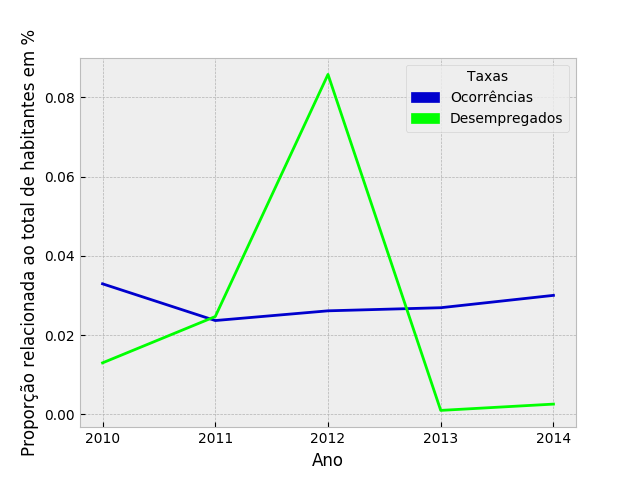 Proporção relacionada ao total de habitantes em %
0.08
0.06
0.04
0.02
0.00
Taxas
Ocorrências
Desempregados
2010 2011 2012 2013 2014
Ano